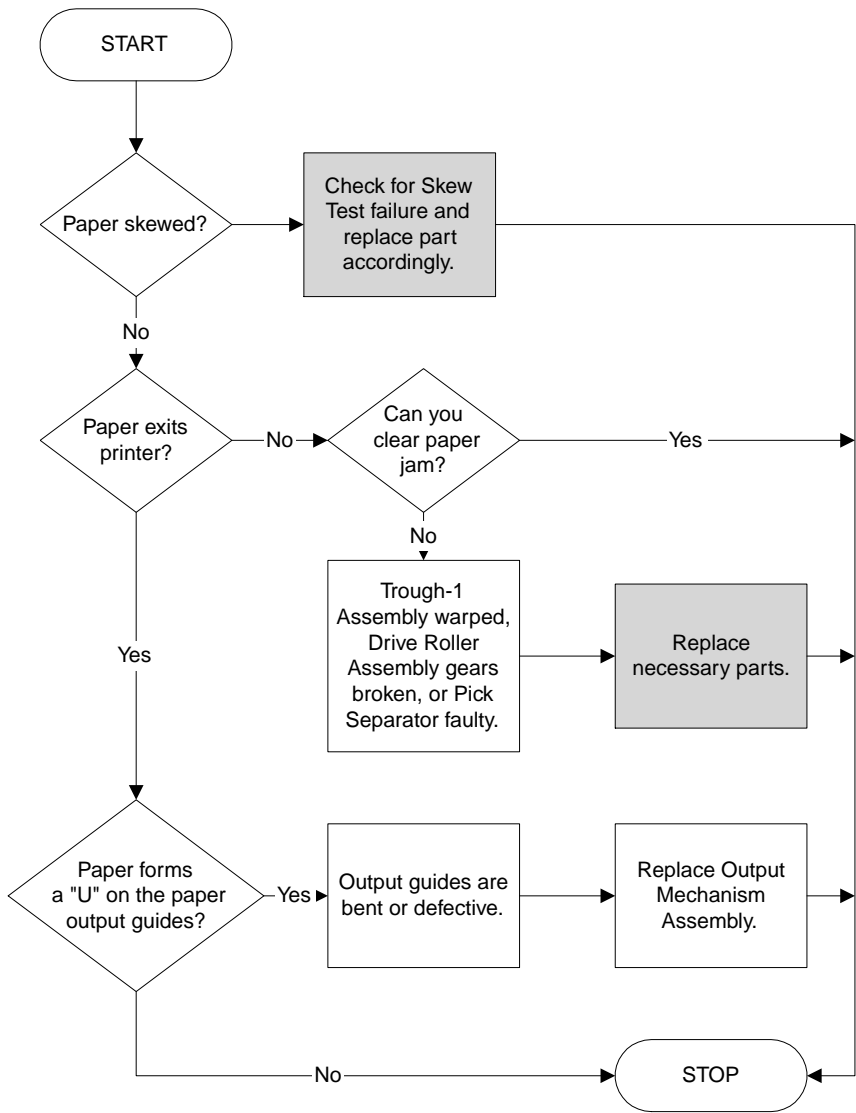 START
Paper skewed?
Check for Skew
Test failure and
replace part
accordingly.
No
Paper exits
printer?
No
Can you
clear paper
jam?
Yes
No
Trough-1
Assembly warped,
Drive Roller
Assembly gears
broken, or Pick
Separator faulty.
Replace
necessary parts.
Yes
Paper forms
a "U" on the paper
output guides?
Yes
Output guides are
bent or defective.
Replace Output
Mechanism
Assembly.
No
STOP